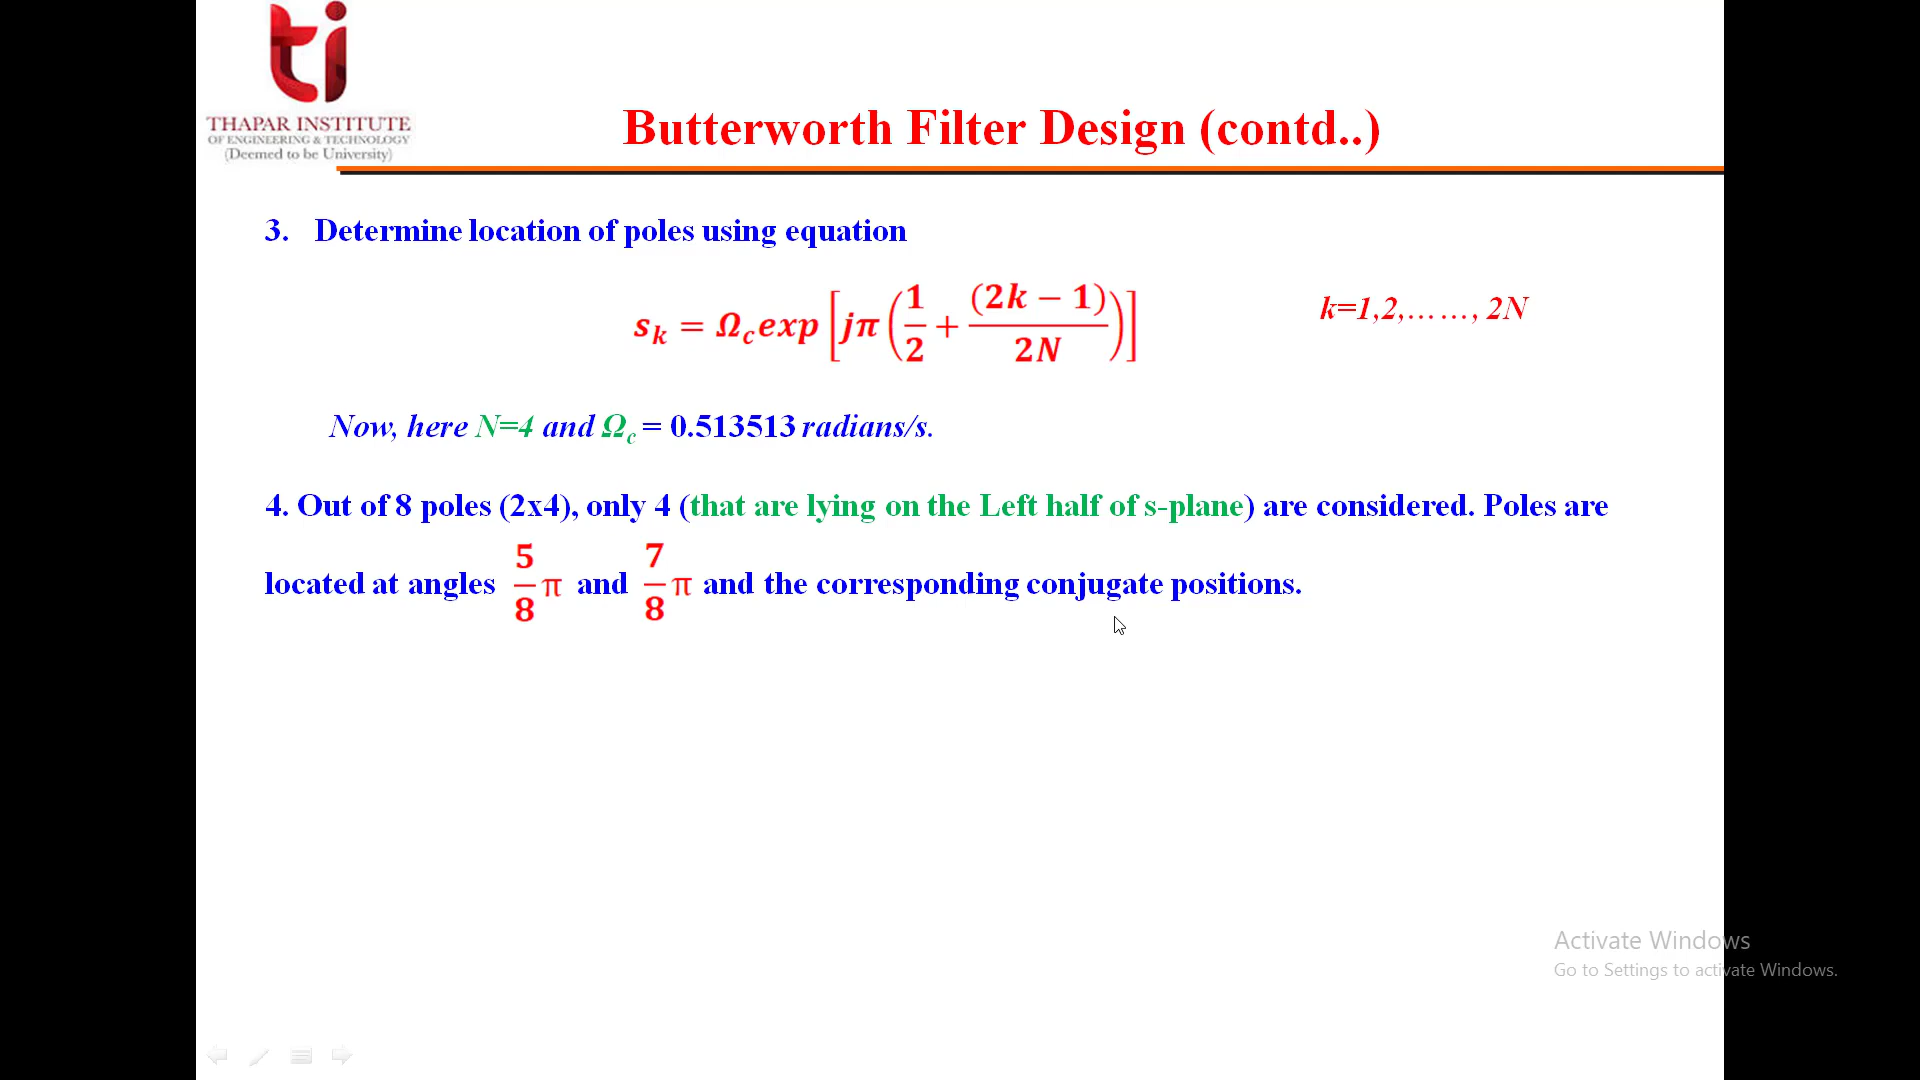 THAPAR INSTITUTE
OF ENGINEERING & TECHNOLOGY
(Deemed to be University)
Butterworth Filter Design (contd..)
3. Determine location of poles using equation
s_k = Ω_c exp [ jπ ( 1/2 + (2k − 1)/2N ) ]
k=1,2,……, 2N
Now, here N=4 and Ω_c = 0.513513 radians/s.
4. Out of 8 poles (2x4), only 4 (that are lying on the Left half of s-plane) are considered. Poles are
located at angles 5/8 π and 7/8 π and the corresponding conjugate positions.
Activate Windows
Go to Settings to activate Windows.